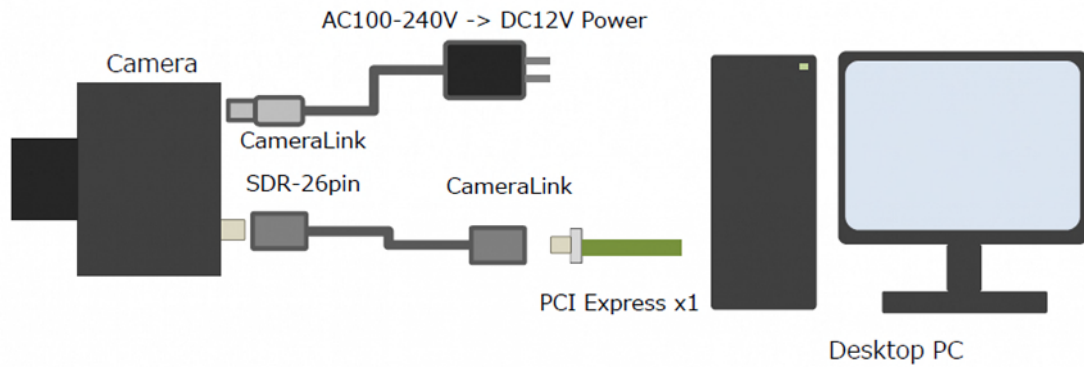 AC100-240V -> DC12V Power
Camera
CameraLink
SDR-26pin
CameraLink
PCI Express x1
Desktop PC